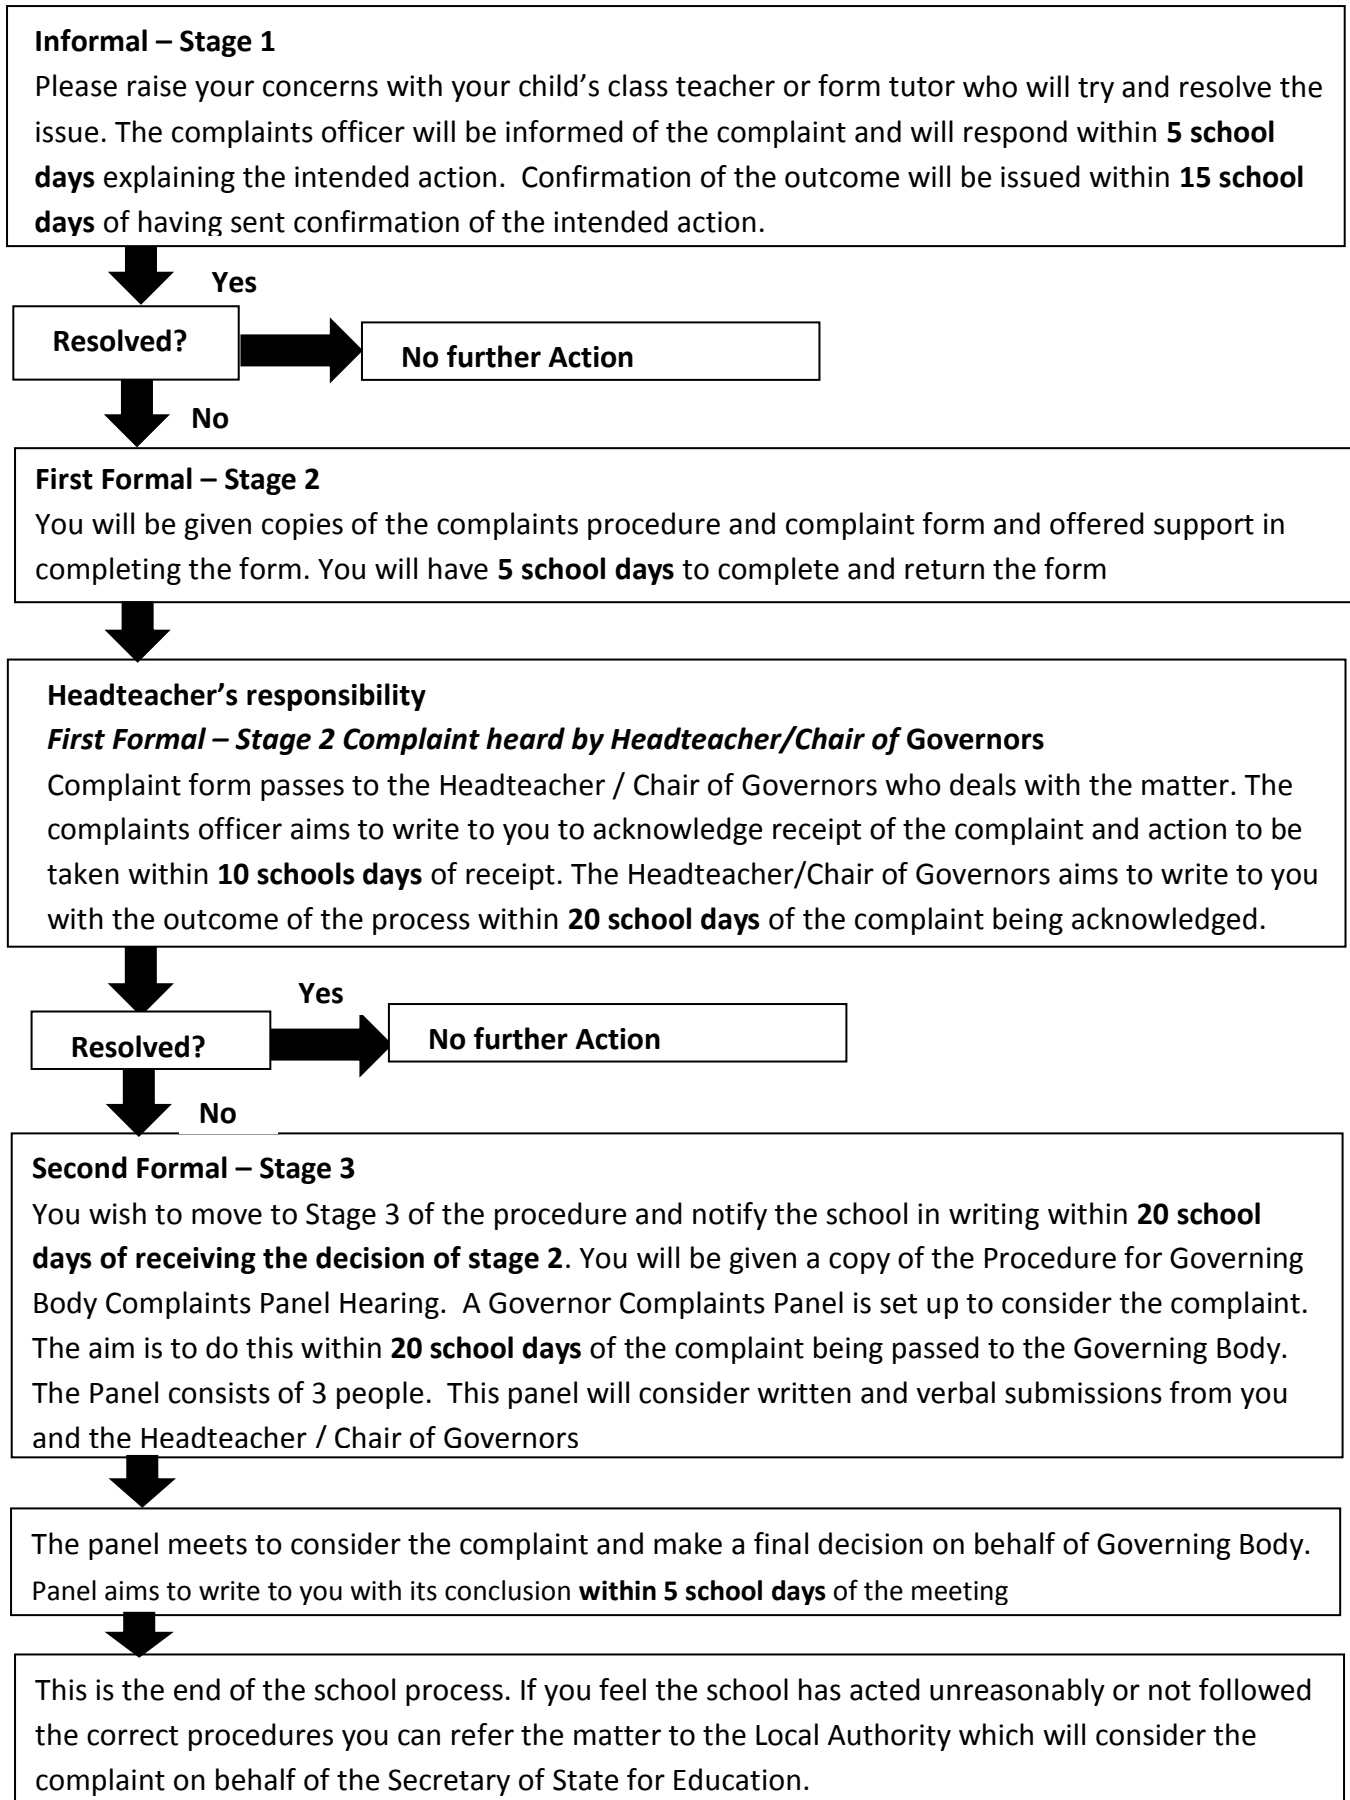 Informal – Stage 1
Please raise your concerns with your child’s class teacher or form tutor who will try and resolve the
issue. The complaints officer will be informed of the complaint and will respond within 5 school
days explaining the intended action.  Confirmation of the outcome will be issued within 15 school
days of having sent confirmation of the intended action.
Yes
Resolved?
No further Action
No
First Formal – Stage 2
You will be given copies of the complaints procedure and complaint form and offered support in
completing the form. You will have 5 school days to complete and return the form
Headteacher’s responsibility
First Formal – Stage 2 Complaint heard by Headteacher/Chair of Governors
Complaint form passes to the Headteacher / Chair of Governors who deals with the matter. The
complaints officer aims to write to you to acknowledge receipt of the complaint and action to be
taken within 10 schools days of receipt. The Headteacher/Chair of Governors aims to write to you
with the outcome of the process within 20 school days of the complaint being acknowledged.
Yes
Resolved?
No further Action
No
Second Formal – Stage 3
You wish to move to Stage 3 of the procedure and notify the school in writing within 20 school
days of receiving the decision of stage 2. You will be given a copy of the Procedure for Governing
Body Complaints Panel Hearing.  A Governor Complaints Panel is set up to consider the complaint.
The aim is to do this within 20 school days of the complaint being passed to the Governing Body.
The Panel consists of 3 people.  This panel will consider written and verbal submissions from you
and the Headteacher / Chair of Governors
The panel meets to consider the complaint and make a final decision on behalf of Governing Body.
Panel aims to write to you with its conclusion within 5 school days of the meeting
This is the end of the school process. If you feel the school has acted unreasonably or not followed
the correct procedures you can refer the matter to the Local Authority which will consider the
complaint on behalf of the Secretary of State for Education.